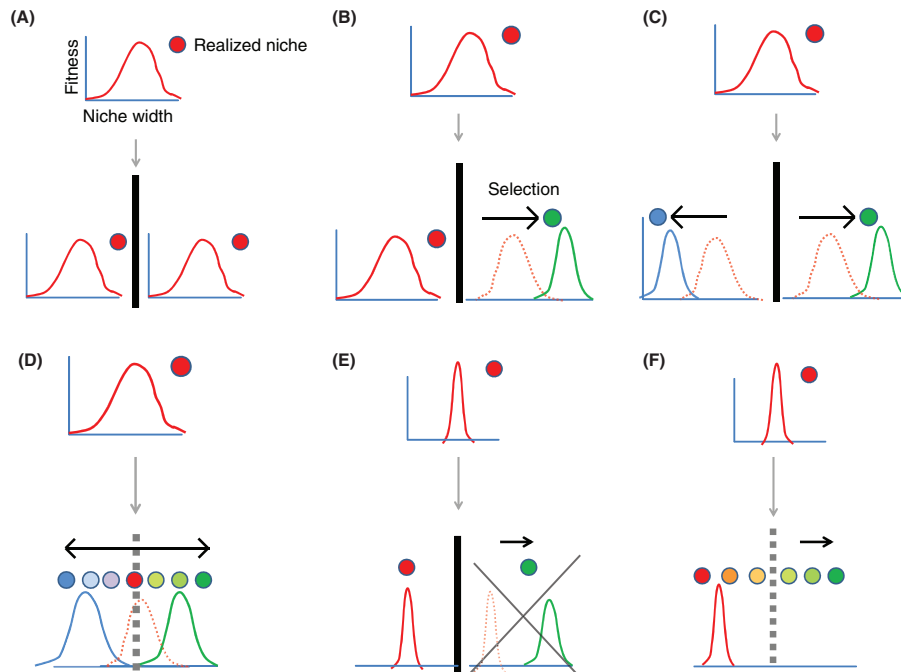 (A)
(B)
(C)
Fitness
Realized niche
Niche width
Selection
(D)
(E)
(F)